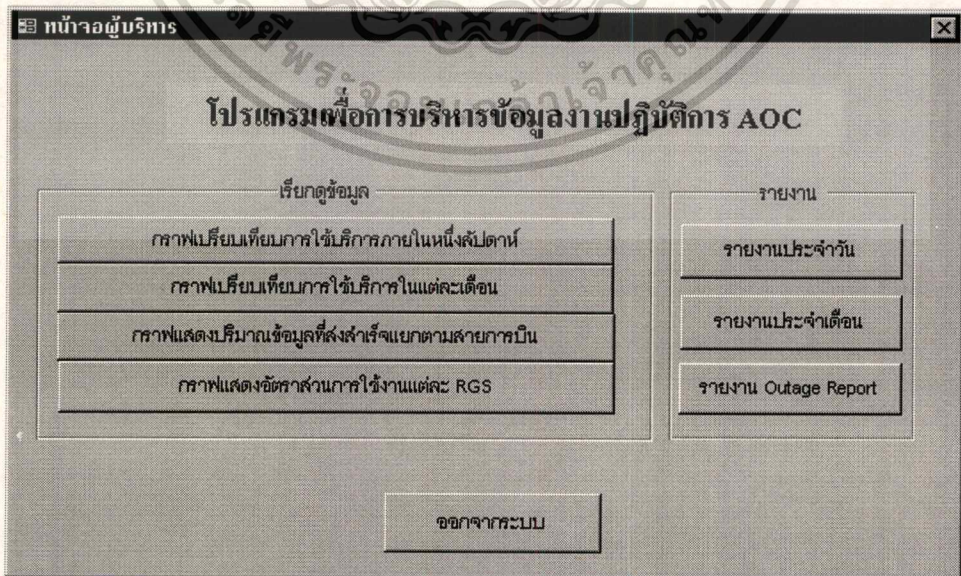 หน้าจอผู้บริหาร
โปรแกรมเพื่อการบริหารข้อมูลงานปฏิบัติการ AOC
เรียกดูข้อมูล
กราฟเปรียบเทียบการใช้บริการภายในหนึ่งสัปดาห์
กราฟเปรียบเทียบการใช้บริการในแต่ละเดือน
กราฟแสดงปริมาณข้อมูลที่ส่งสำเร็จแยกตามสายการบิน
กราฟแสดงอัตราส่วนการใช้งานแต่ละ RGS
รายงาน
รายงานประจำวัน
รายงานประจำเดือน
รายงาน Outage Report
ออกจากระบบ